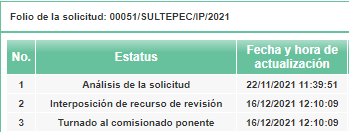 Folio de la solicitud: 00051/SULTEPEC/IP/2021
No. Estatus Fecha y hora de actualización
1 Análisis de la solicitud 22/11/2021 11:39:51
2 Interposición de recurso de revisión 16/12/2021 12:10:09
3 Turnado al comisionado ponente 16/12/2021 12:10:09